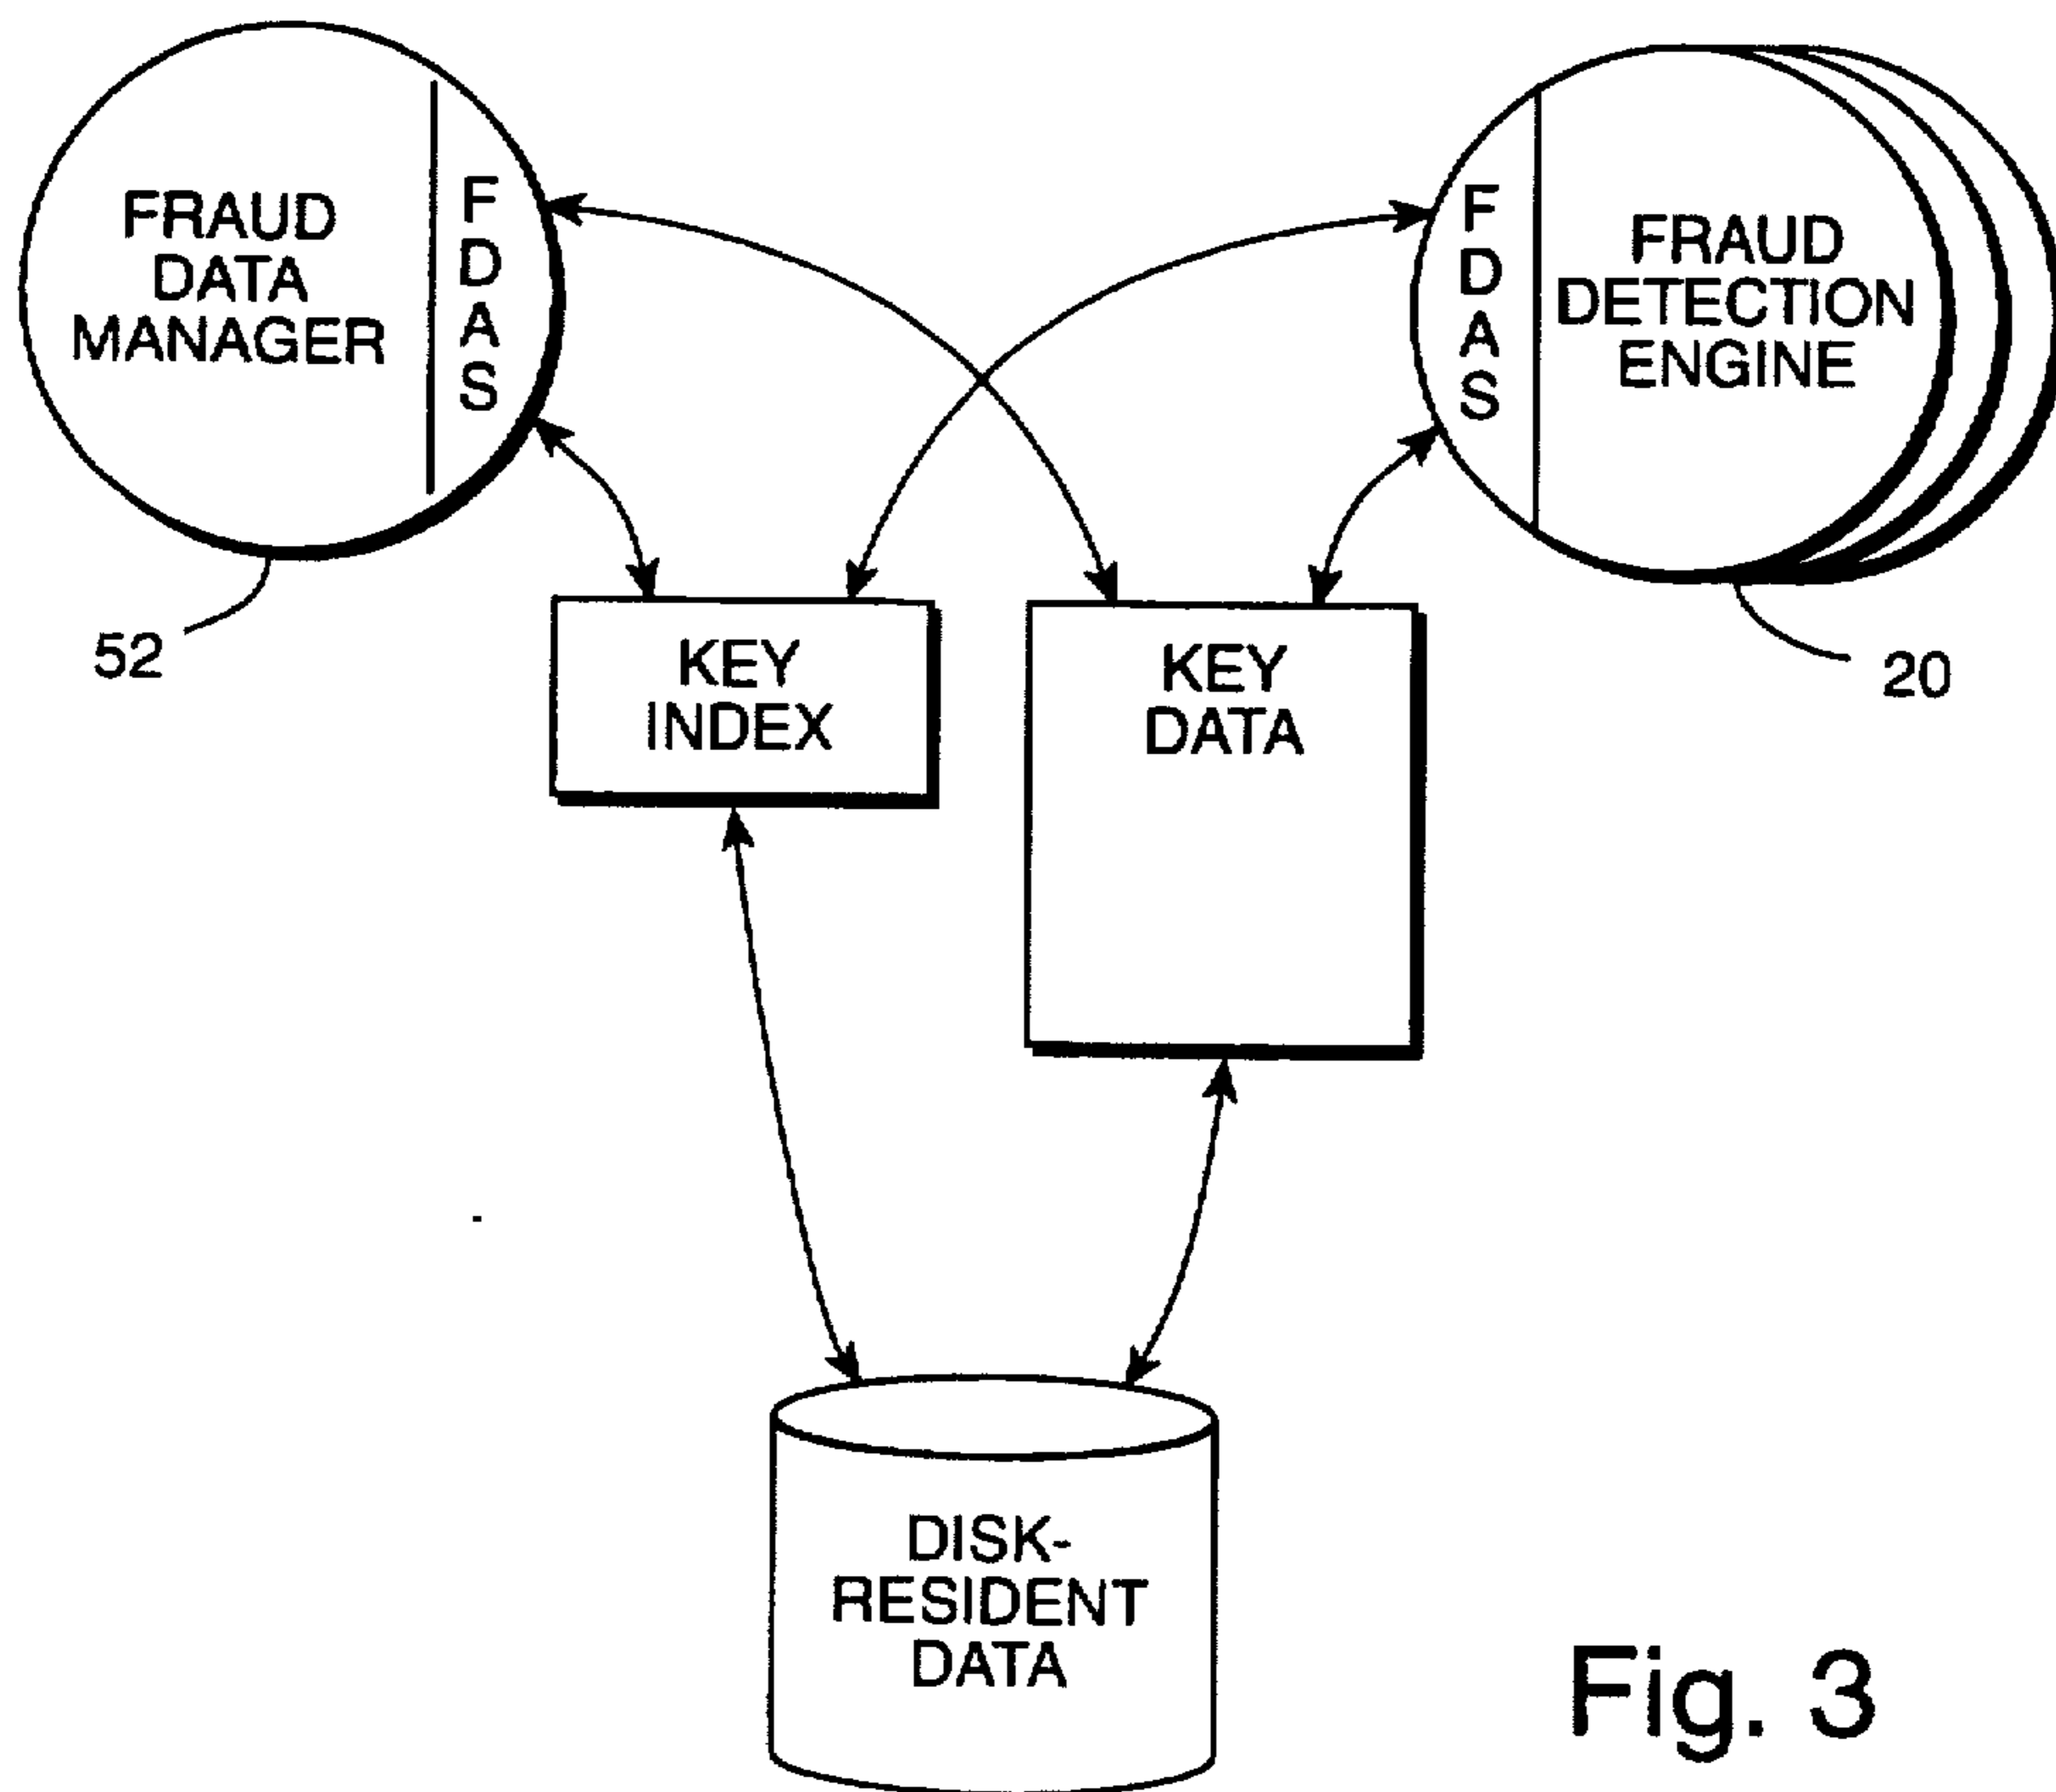 FRAUD
DATA
MANAGER
F
D
A
S
F
D
A
S
FRAUD
DETECTION
ENGINE
52
KEY
INDEX
KEY
DATA
20
DISK-
RESIDENT
DATA
Fig. 3